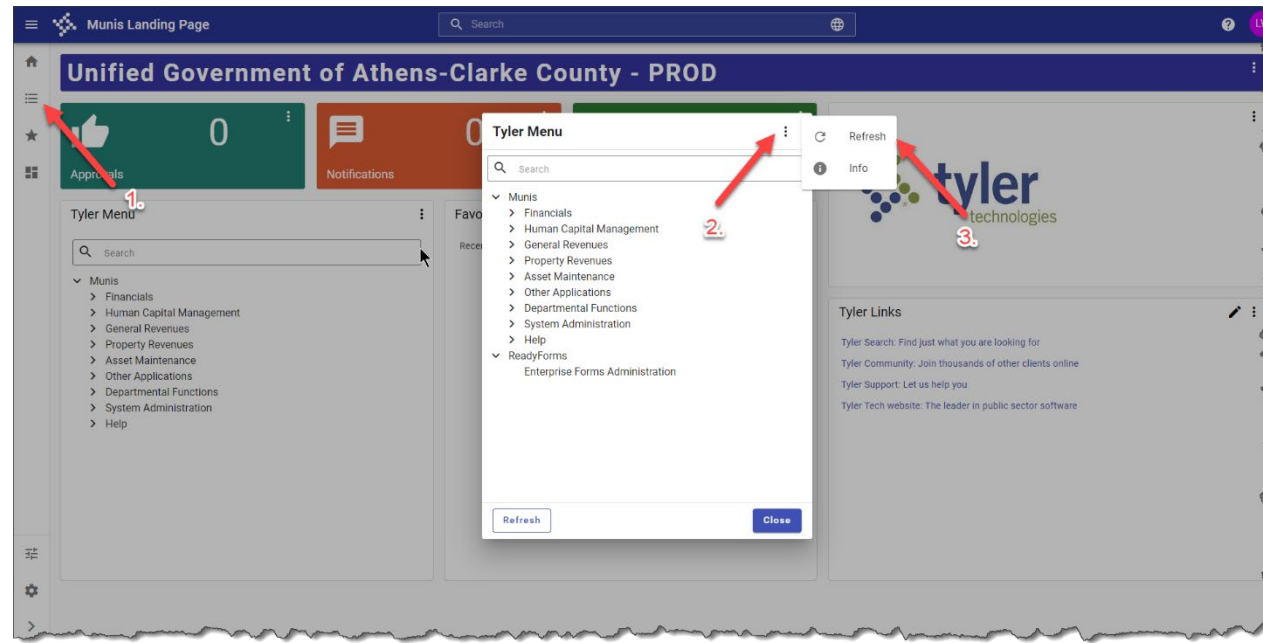 Munis Landing Page
Search
Unified Government of Athens-Clarke County - PROD
0
Approvals
Notifications
1.
Tyler Menu
Search
Munis
Financials
Human Capital Management
General Revenues
Property Revenues
Asset Maintenance
Other Applications
Departmental Functions
System Administration
Help
Tyler Menu
Search
Munis
Financials
Human Capital Management
General Revenues
Property Revenues
Asset Maintenance
Other Applications
Departmental Functions
System Administration
Help
ReadyForms
Enterprise Forms Administration
Refresh
Close
2.
Refresh
Info
3.
tyler
technologies
Tyler Links
Tyler Search: Find just what you are looking for
Tyler Community: Join thousands of other clients online
Tyler Support: Let us help you
Tyler Tech website: The leader in public sector software